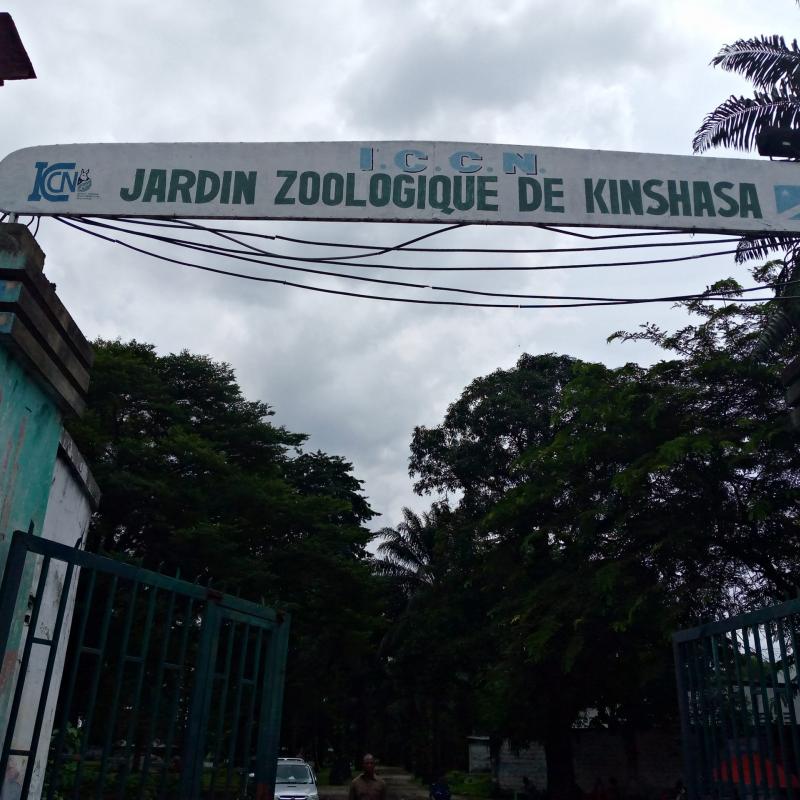 I.C.C.N.
ICCN
JARDIN ZOOLOGIQUE DE KINSHASA